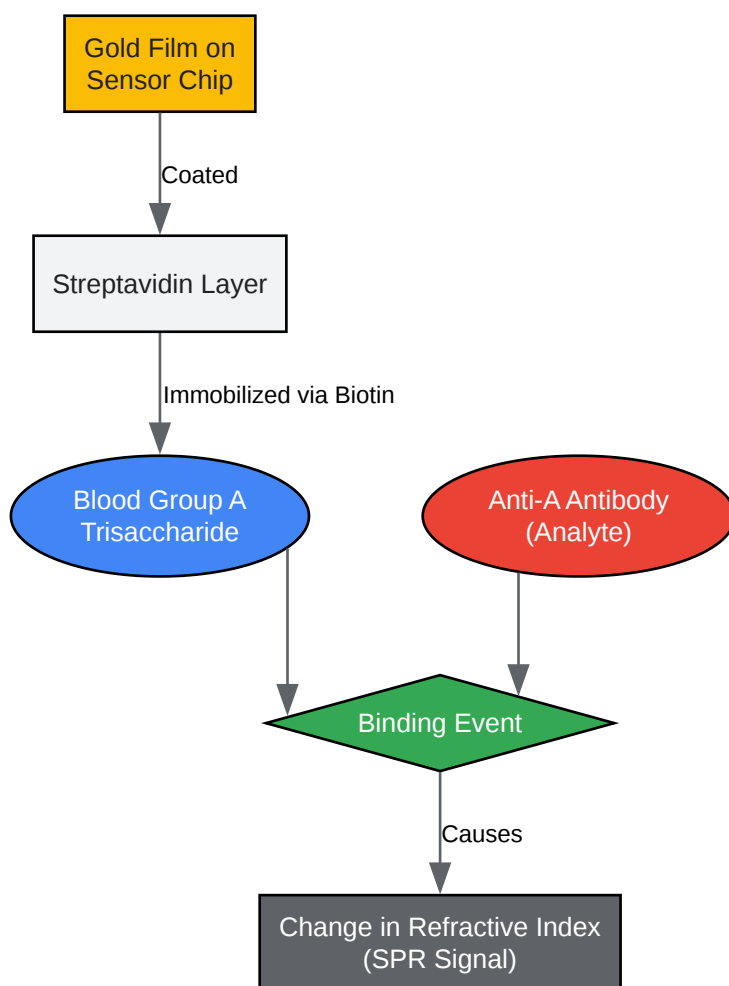 Gold Film on
Sensor Chip
Coated
Streptavidin Layer
Immobilized via Biotin
Blood Group A
Trisaccharide
Anti-A Antibody
(Analyte)
Binding Event
Causes
Change in Refractive Index
(SPR Signal)